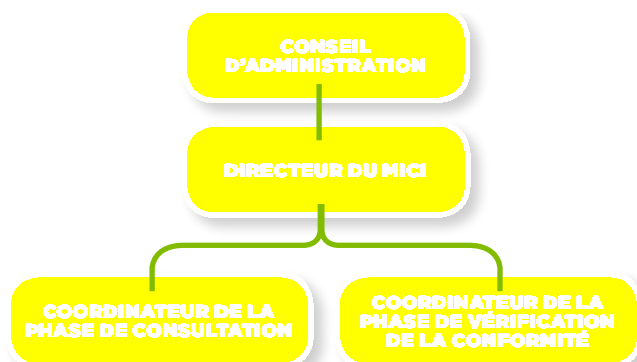 CONSEIL
D'ADMINISTRATION
DIRECTEUR DU MICI
COORDINATEUR DE LA
PHASE DE CONSULTATION
COORDINATEUR DE LA
PHASE DE VÉRIFICATION
DE LA CONFORMITÉ